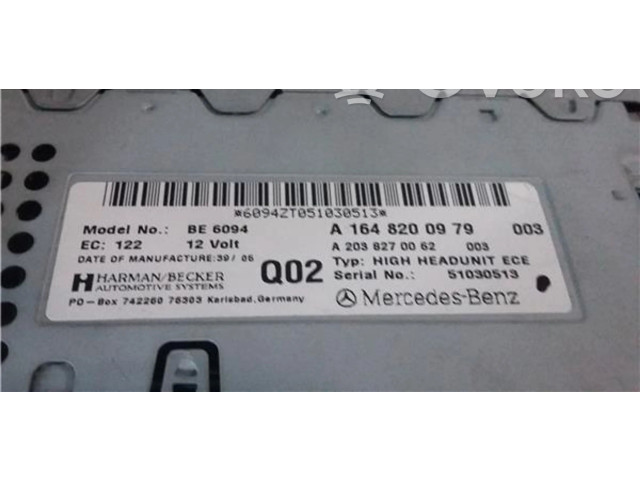 *6094ZT051030513*
Model No.: BE 6094 A 164 820 09 79 003
EC: 122 12 Volt A 203 827 00 62 003
DATE OF MANUFACTURE:39/06 Typ: HIGH HEADUNIT ECE
HARMAN/BECKER Q02 Serial No.: 51030513
AUTOMOTIVE SYSTEMS
PO-Box 742260 76303 Karlsbad,Germany Mercedes-Benz